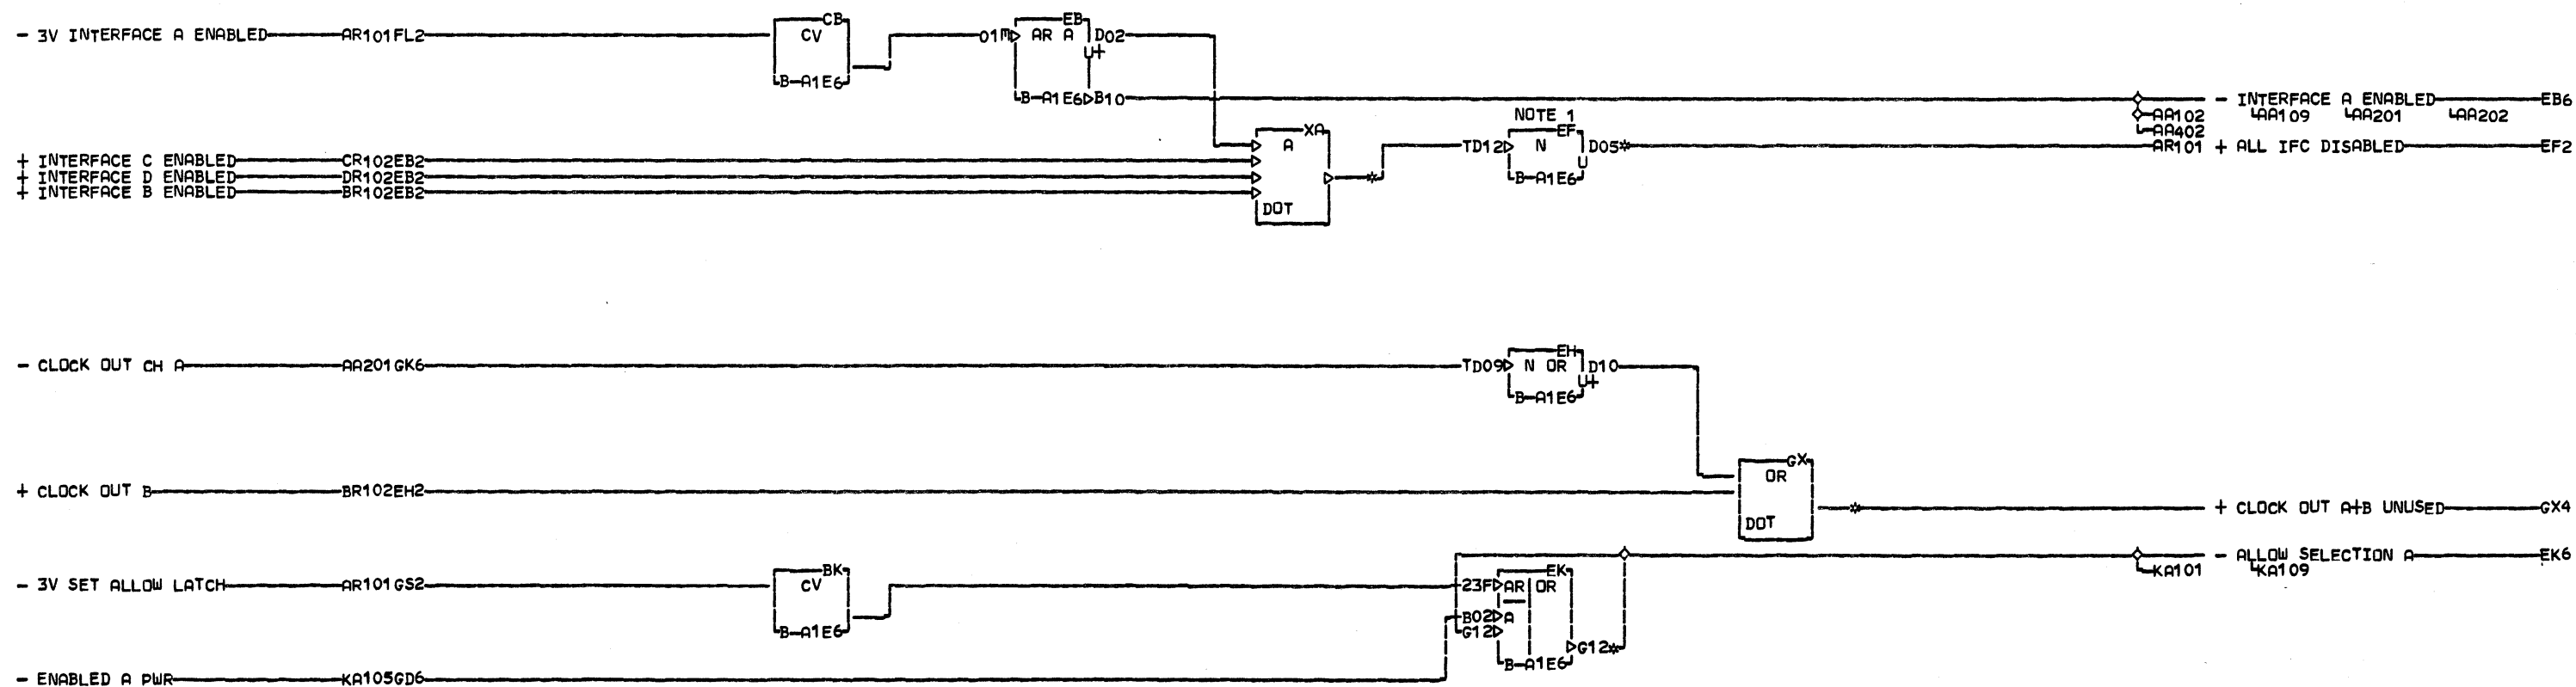 CB EB
- 3V INTERFACE A ENABLED AR101FL2 CV 01M AR A D02
+
B-A1E6
B-A1E6 B10 - INTERFACE A ENABLED EB6
NOTE 1 AA102 AA109 AA201 AA202
XA EF AA402
A TD12 N D05* AR101 + ALL IFC DISABLED EF2
+ INTERFACE C ENABLED CR102EB2
+ INTERFACE D ENABLED DR102EB2 * B-A1E6
+ INTERFACE B ENABLED BR102EB2
DOT
EH
- CLOCK OUT CH A AA201GK6 TD09 N OR D10
+
B-A1E6
GX
OR
+ CLOCK OUT B BR102EH2
* + CLOCK OUT A+B UNUSED GX4
DOT
- ALLOW SELECTION A EK6
BK EK KA101 KA109
- 3V SET ALLOW LATCH AR101GS2 CV 23F AR OR
B02 A
B-A1E6 G12
G12*
B-A1E6
- ENABLED A PWR KA105GD6